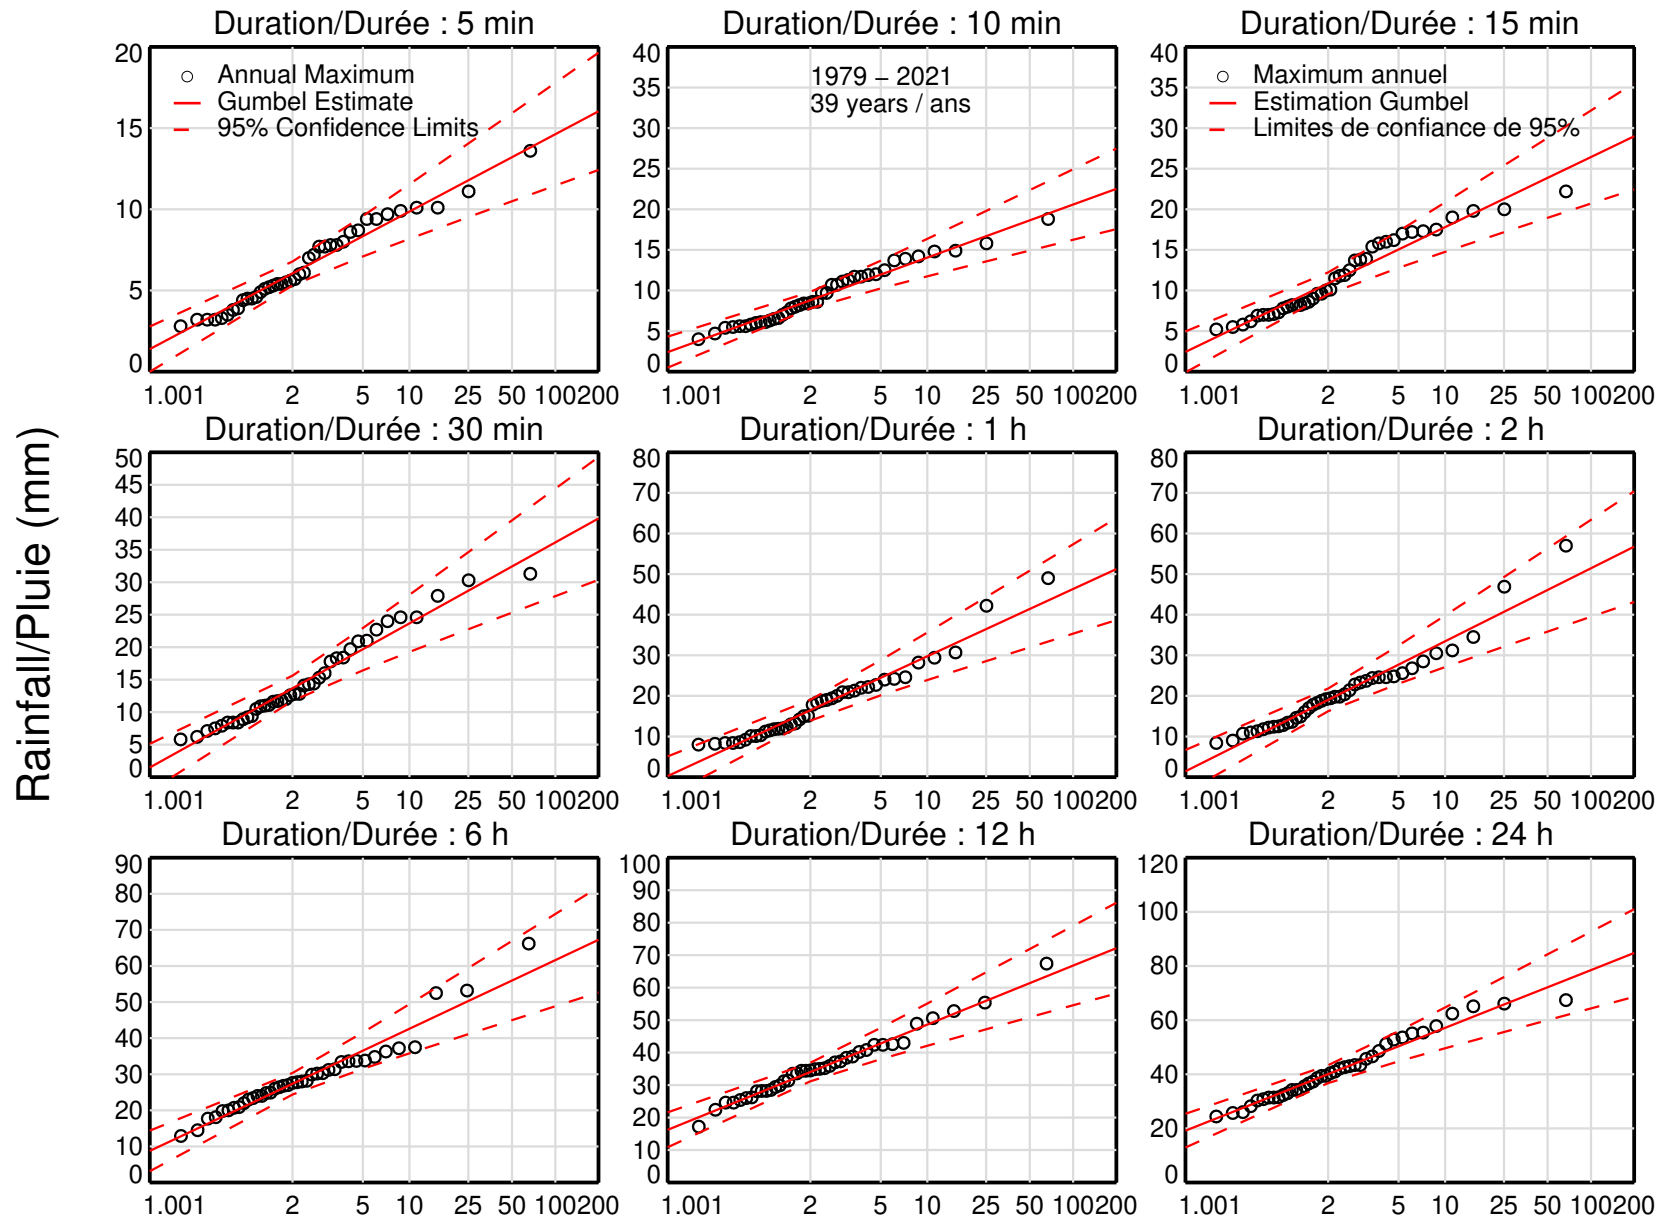 Duration/Durée : 5 min
Duration/Durée : 10 min
Duration/Durée : 15 min
20
15
10
5
0
Annual Maximum
Gumbel Estimate
95% Confidence Limits
1.001 2 5 10 25 50 100200
40
35
30
25
20
15
10
5
0
1979 – 2021
39 years / ans
1.001 2 5 10 25 50 100200
40
35
30
25
20
15
10
5
0
Maximum annuel
Estimation Gumbel
Limites de confiance de 95%
1.001 2 5 10 25 50 100200
Rainfall/Pluie (mm)
Duration/Durée : 30 min
Duration/Durée : 1 h
Duration/Durée : 2 h
50
45
40
35
30
25
20
15
10
5
0
1.001 2 5 10 25 50 100200
80
70
60
50
40
30
20
10
0
1.001 2 5 10 25 50 100200
80
70
60
50
40
30
20
10
0
1.001 2 5 10 25 50 100200
Duration/Durée : 6 h
Duration/Durée : 12 h
Duration/Durée : 24 h
90
80
70
60
50
40
30
20
10
0
1.001 2 5 10 25 50 100200
100
90
80
70
60
50
40
30
20
10
0
1.001 2 5 10 25 50 100200
120
100
80
60
40
20
0
1.001 2 5 10 25 50 100200